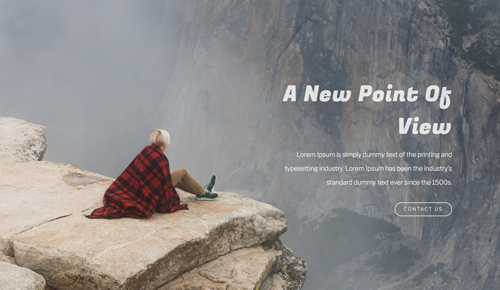 A New Point Of
View
Lorem Ipsum is simply dummy text of the printing and
typesetting industry. Lorem Ipsum has been the industry's
standard dummy text ever since the 1500s.
CONTACT US